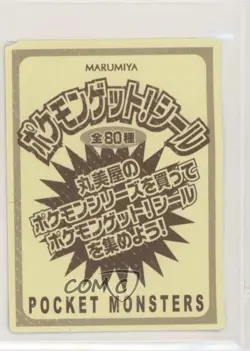 MARUMIYA
ポケモンゲット!シール
全80種
丸美屋の
ポケモンシリーズを買って
ポケモンゲット!シール
を集めよう!
COMC
POCKET MONSTERS